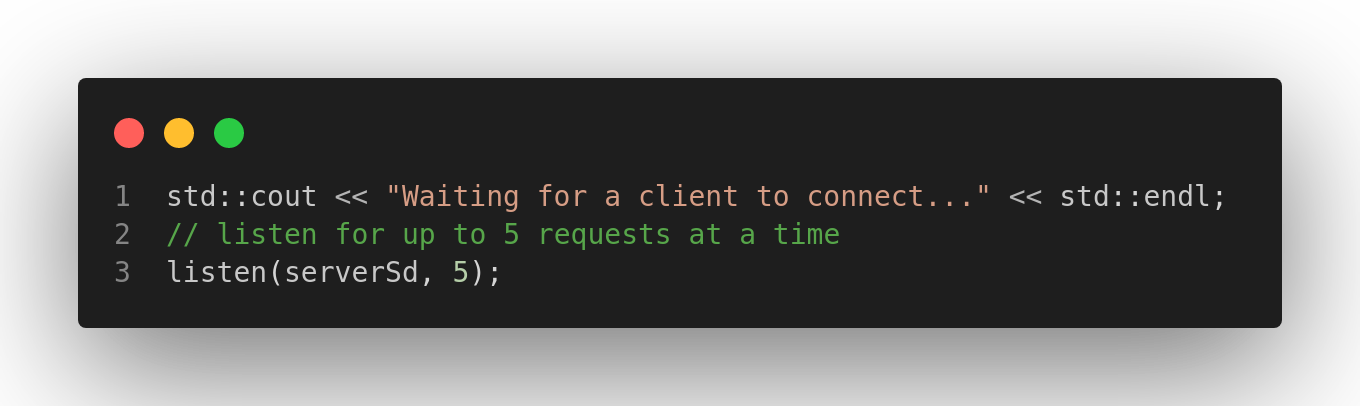 1 std::cout << "Waiting for a client to connect..." << std::endl;
2 // listen for up to 5 requests at a time
3 listen(serverSd, 5);